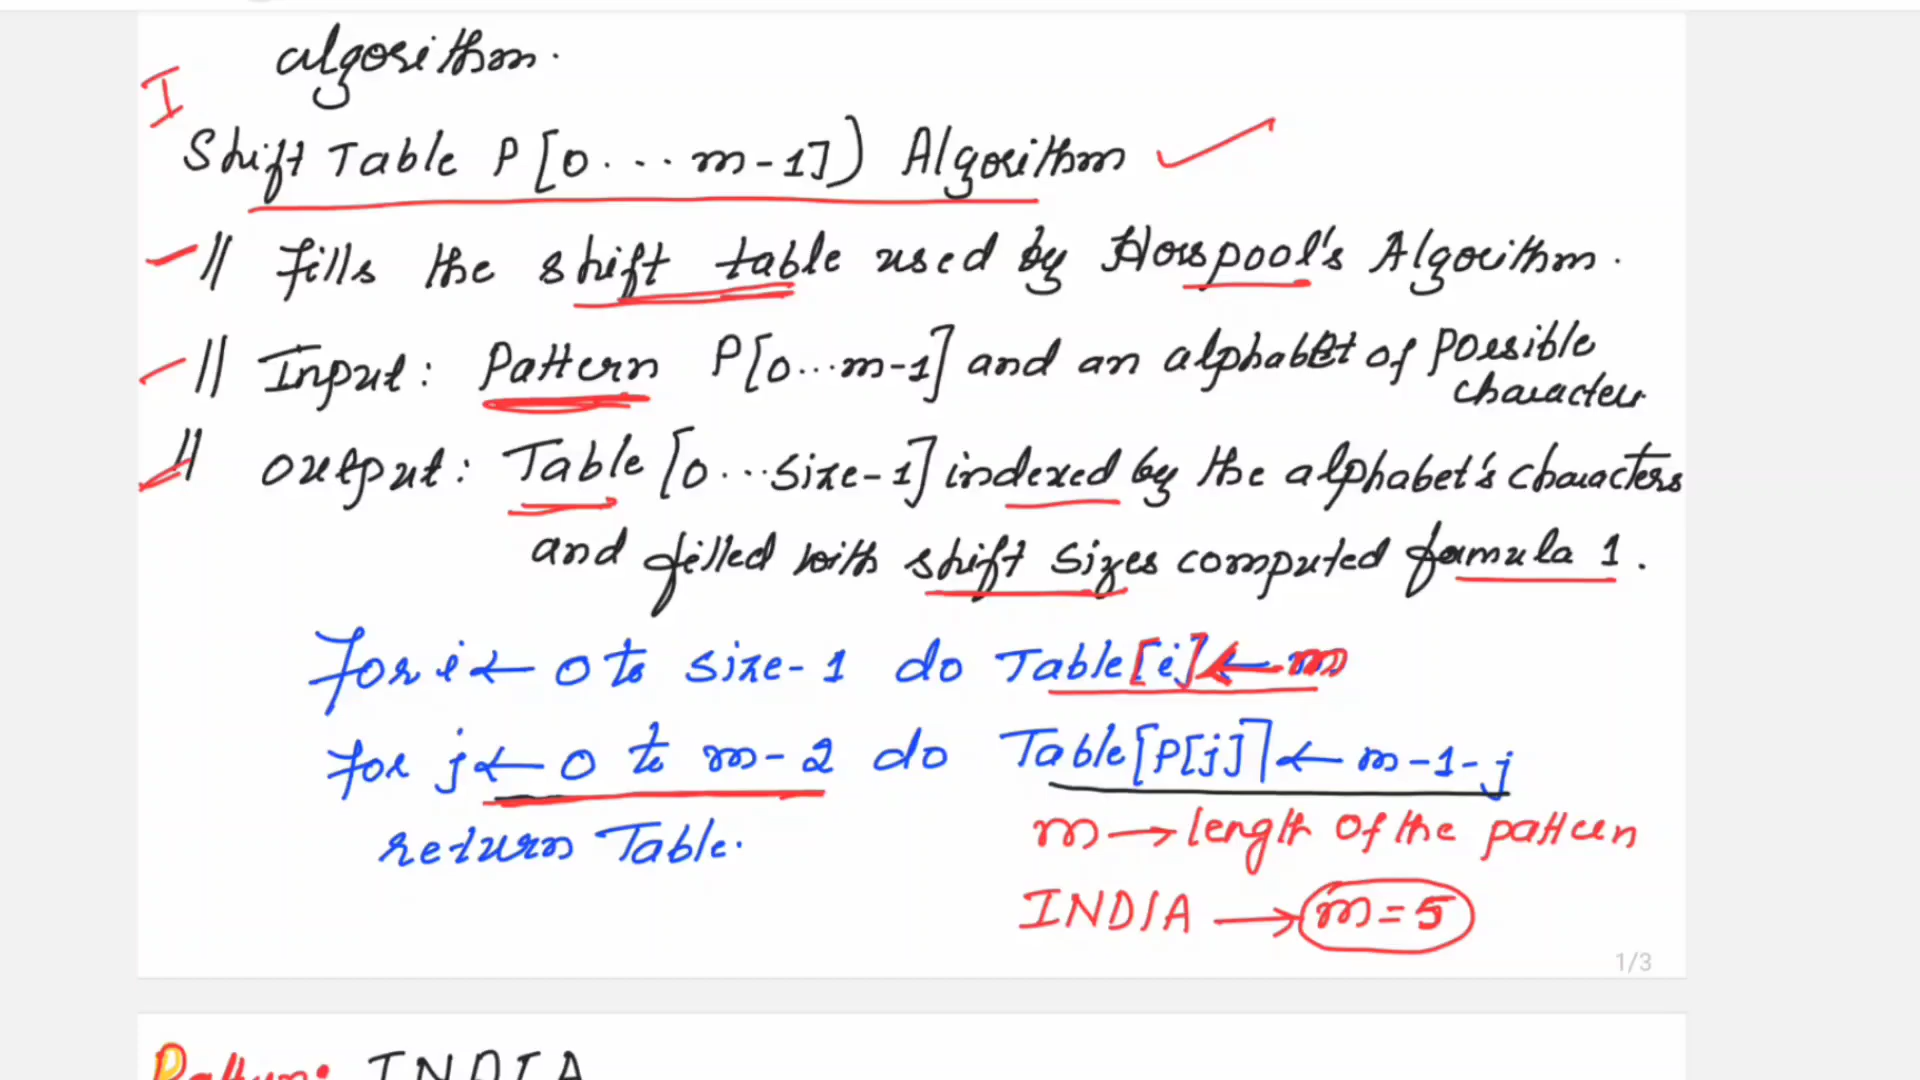 algorithm.
I
Shift Table P[0...m-1]) Algorithm
// fills the shift table used by Horspool's Algorithm.
// Input: Pattern P[0...m-1] and an alphabet of possible
character
// output: Table [0...size-1] indexed by the alphabet's characters
and filled with shift sizes computed formula 1.
For i ← 0 to size-1 do Table[i] ← m
for j ← 0 to m-2 do Table[P[j]] ← m-1-j
return Table.
m → length of the pattern
INDIA → m=5
1/3
Pattern: INDIA